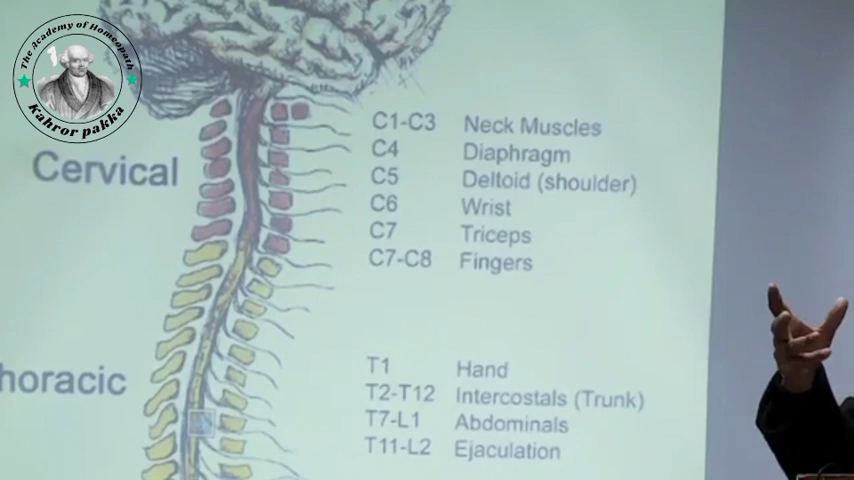 The Academy of Homeopath
Kahror pakka
Cervical
C1-C3 Neck Muscles
C4 Diaphragm
C5 Deltoid (shoulder)
C6 Wrist
C7 Triceps
C7-C8 Fingers
horacic
T1 Hand
T2-T12 Intercostals (Trunk)
T7-L1 Abdominals
T11-L2 Ejaculation